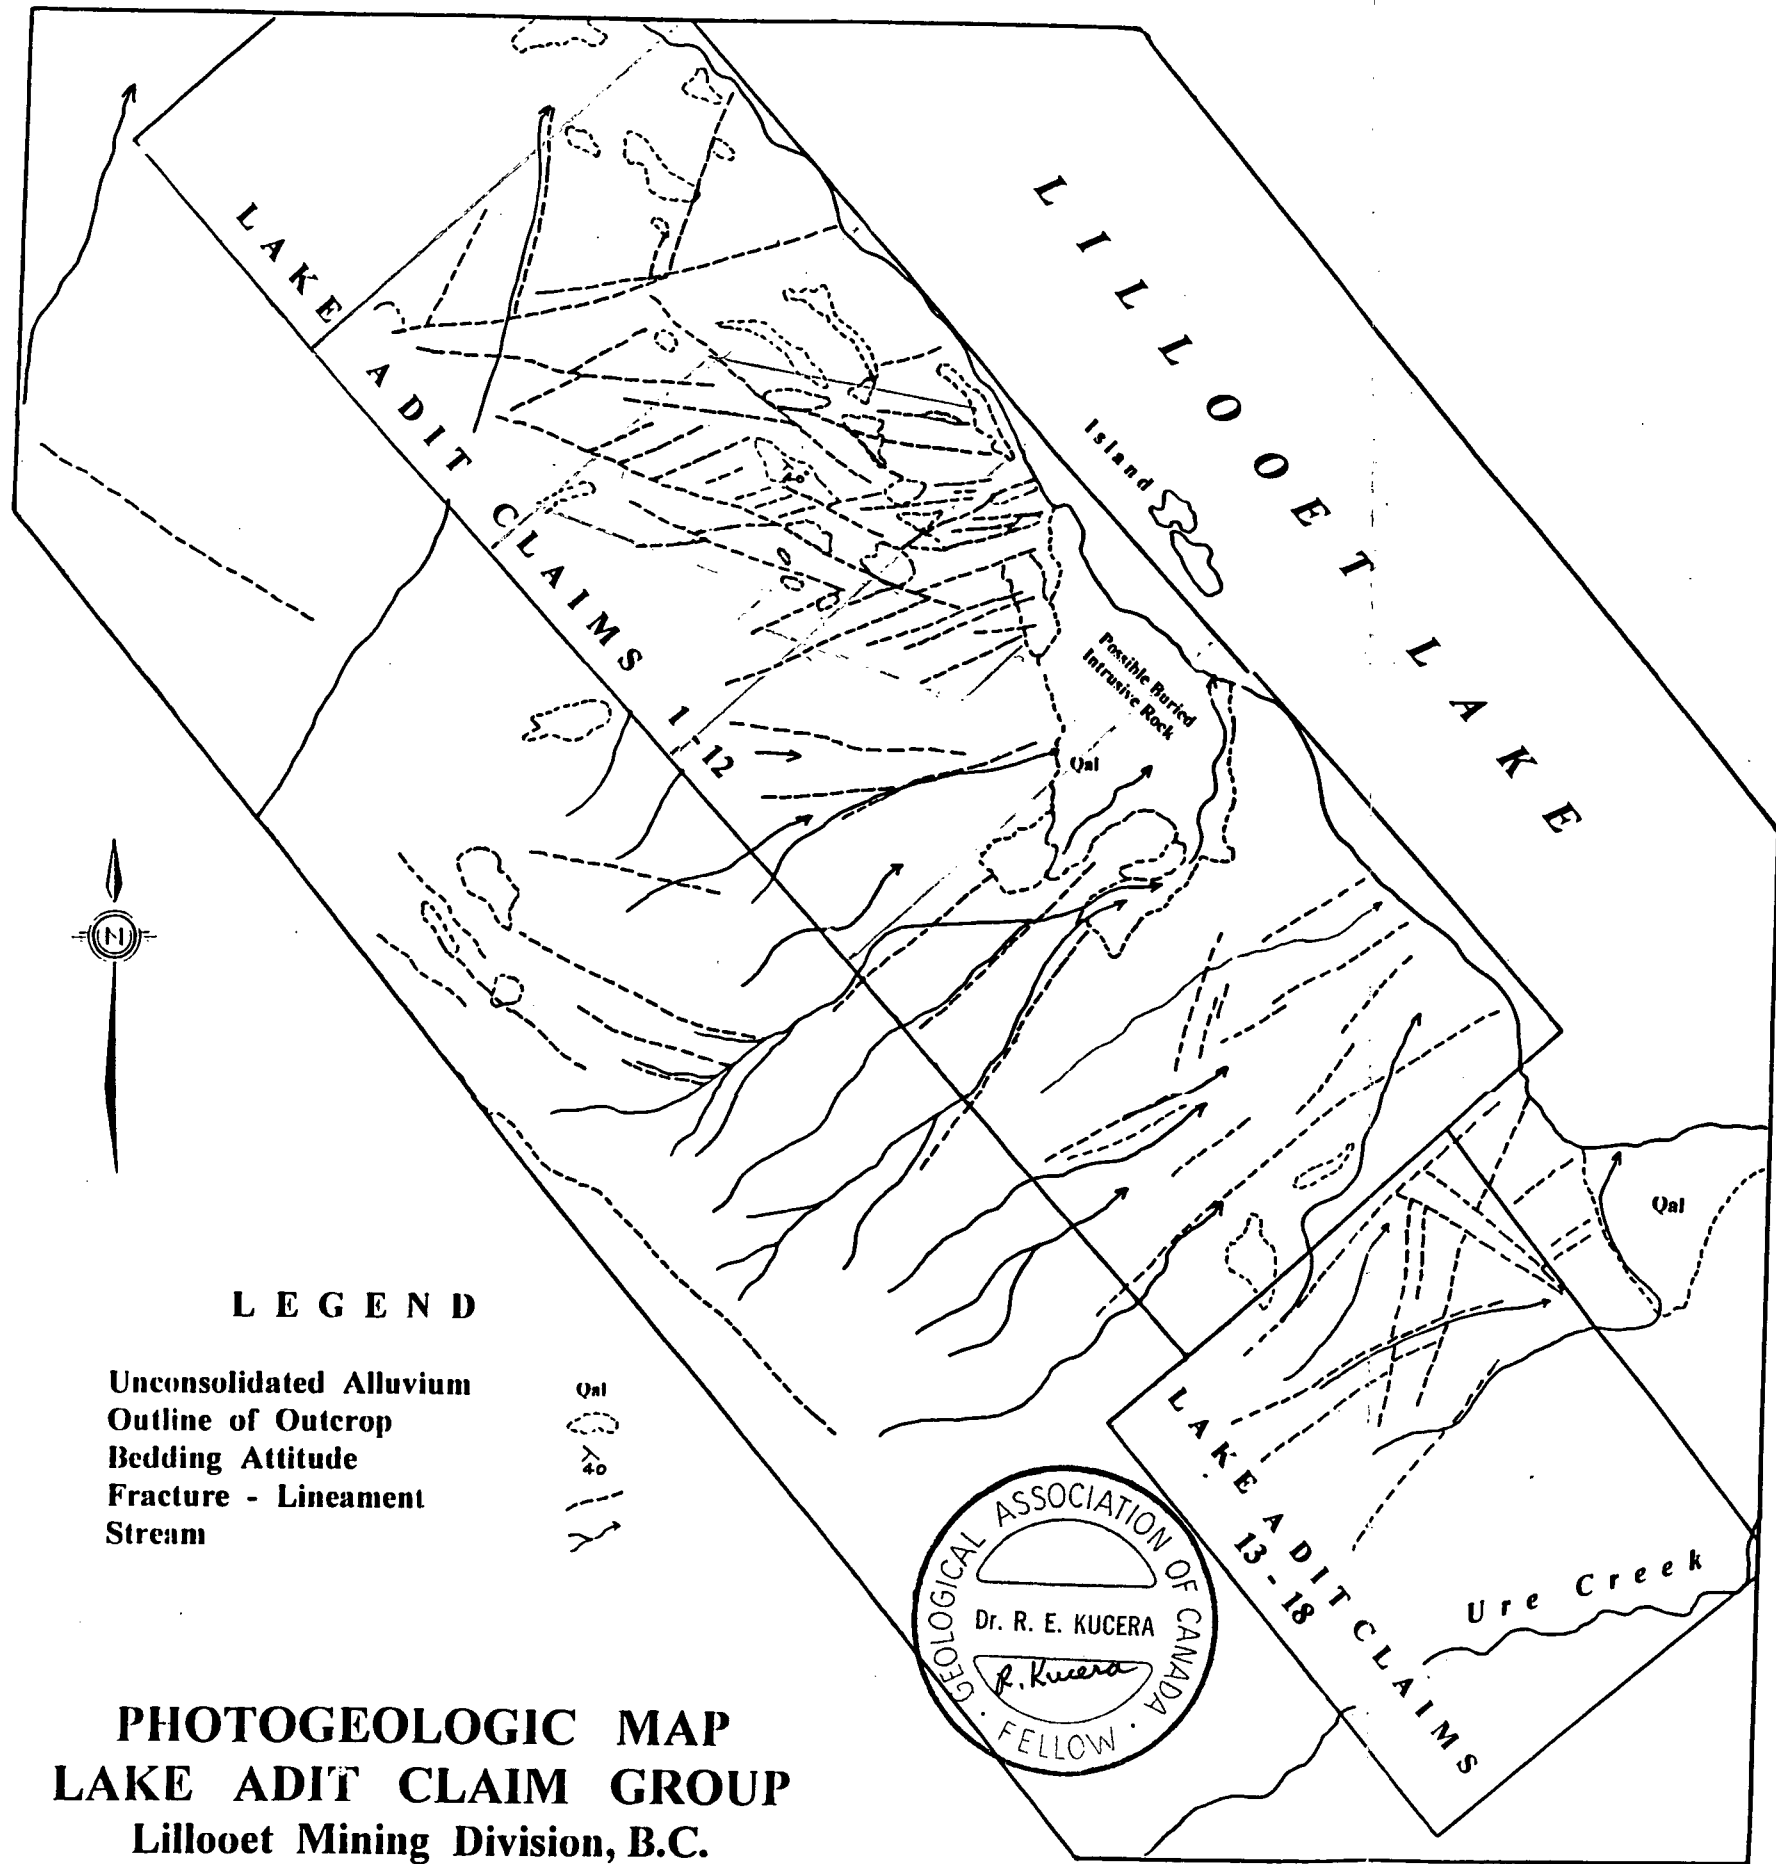 LILLOOET LAKE
LAKE ADIT CLAIMS 1-12
Island
Possible Buried
Intrusive Rock
Qal
Qal
N
LEGEND
Unconsolidated Alluvium Qal
Outline of Outcrop
Bedding Attitude 40
Fracture - Lineament
Stream
LAKE ADIT CLAIMS
13 - 18
Ure Creek
GEOLOGICAL ASSOCIATION OF CANADA
Dr. R. E. KUCERA
R. Kucera
FELLOW
PHOTOGEOLOGIC MAP
LAKE ADIT CLAIM GROUP
Lillooet Mining Division, B.C.